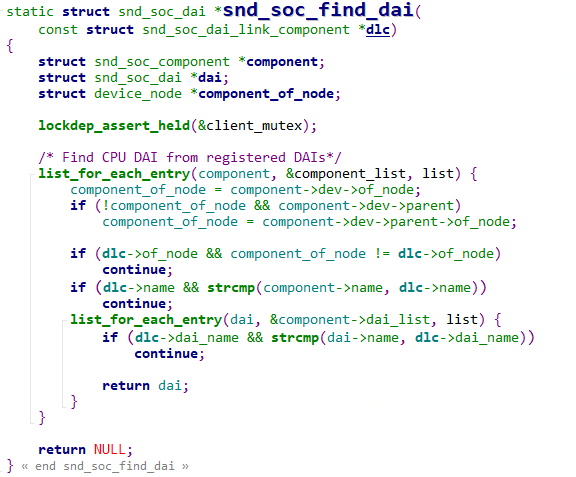 static struct snd_soc_dai *snd_soc_find_dai(
    const struct snd_soc_dai_link_component *dlc)
{
    struct snd_soc_component *component;
    struct snd_soc_dai *dai;
    struct device_node *component_of_node;

    lockdep_assert_held(&client_mutex);

    /* Find CPU DAI from registered DAIs*/
    list_for_each_entry(component, &component_list, list) {
        component_of_node = component->dev->of_node;
        if (!component_of_node && component->dev->parent)
            component_of_node = component->dev->parent->of_node;

        if (dlc->of_node && component_of_node != dlc->of_node)
            continue;
        if (dlc->name && strcmp(component->name, dlc->name))
            continue;
        list_for_each_entry(dai, &component->dai_list, list) {
            if (dlc->dai_name && strcmp(dai->name, dlc->dai_name))
                continue;

            return dai;
        }
    }

    return NULL;
} « end snd_soc_find_dai »